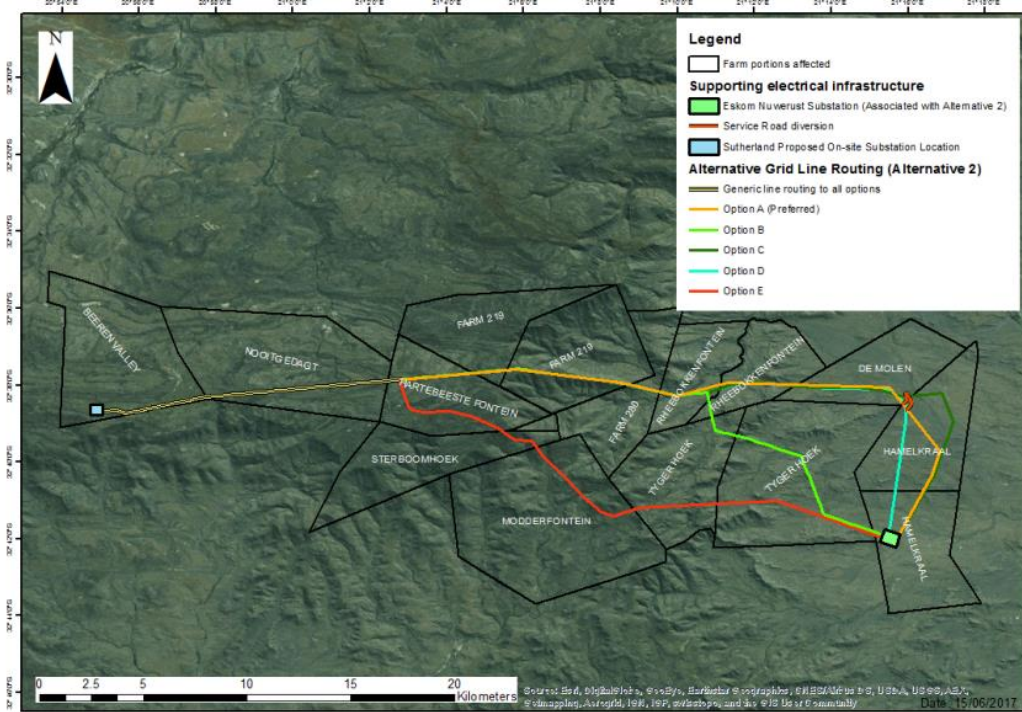 N
Legend
Farm portions affected
Supporting electrical infrastructure
Eskom Nuwerust Substation (Associated with Alternative 2)
Service Road diversion
Sutherland Proposed On-site Substation Location
Alternative Grid Line Routing (Alternative 2)
Generic line routing to all options
Option A (Preferred)
Option B
Option C
Option D
Option E
BEEREN VALLEY
NOOITGEDAGT
FARM 219
FARM 219
HARTEBEESTE FONTEIN
STERBOOMHOEK
MODDERFONTEIN
FARM 280
RHEEBOKKENFONTEIN
RHEEBOKKENFONTEIN
TYGER HOEK
TYGER HOEK
DE MOLEN
HAMELKRAAL
HAMELKRAAL
0 2.5 5 10 15 20
Kilometers
Date: 15/06/2017